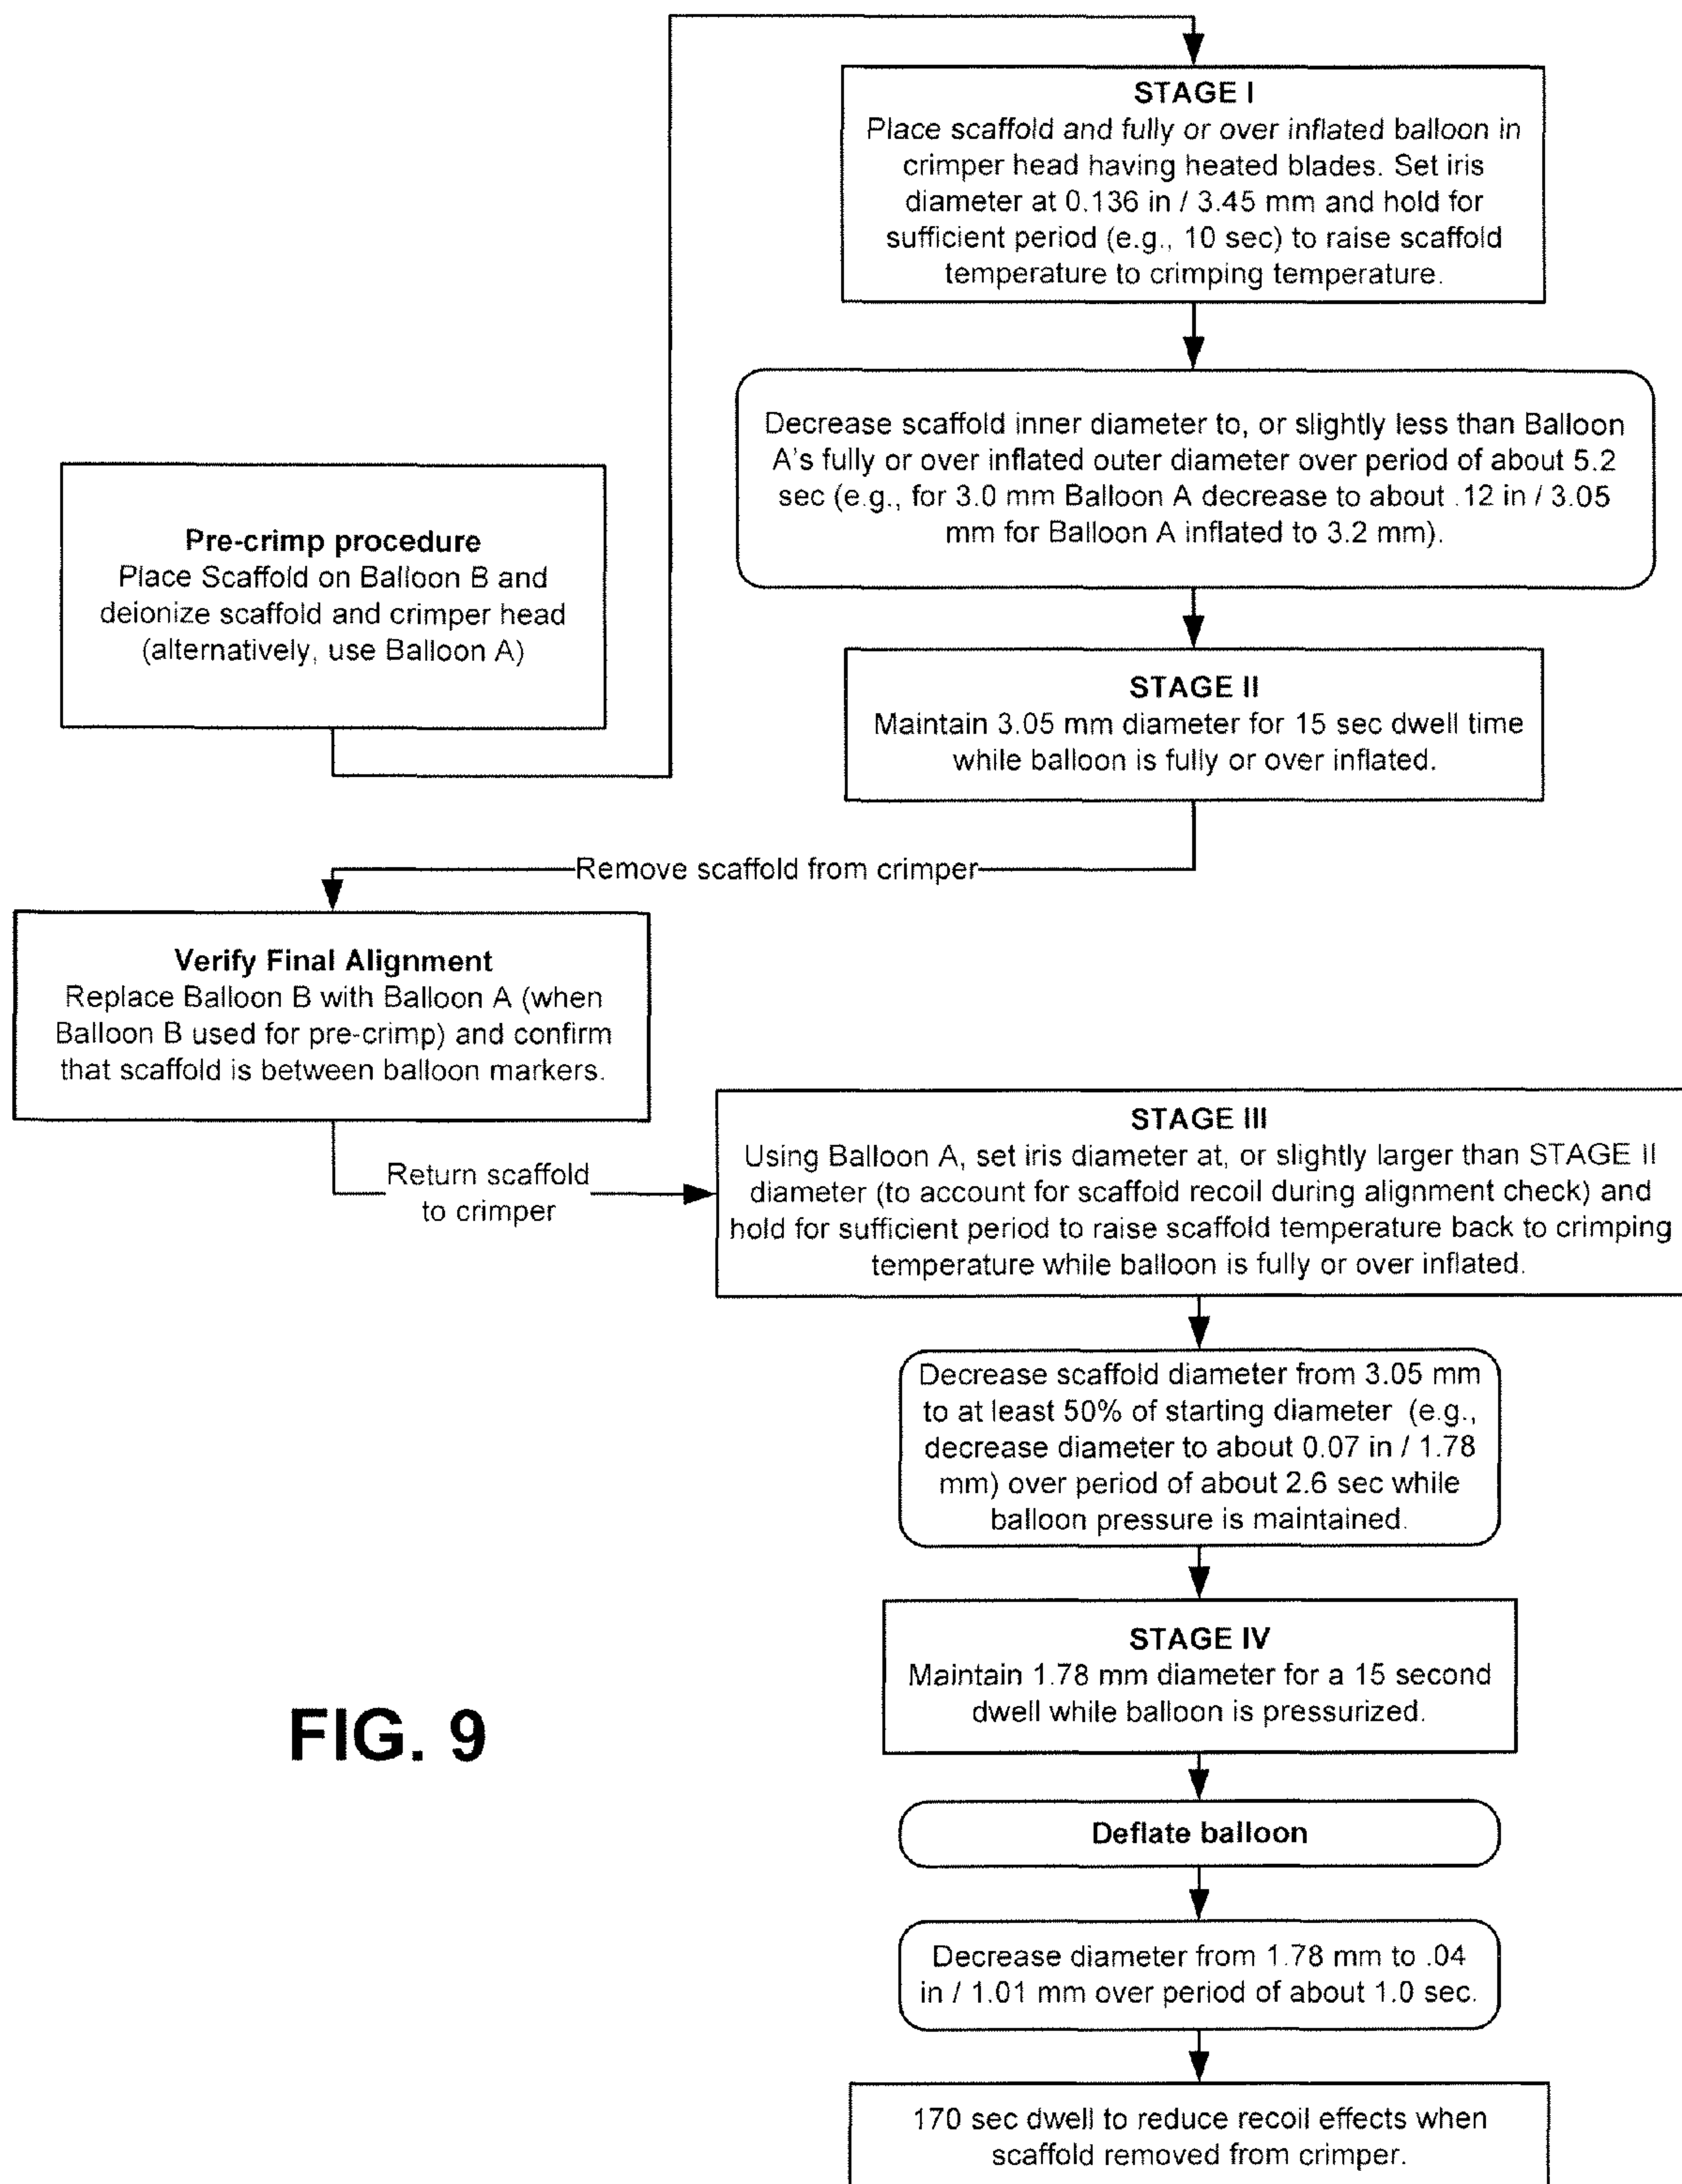 Pre-crimp procedure
Place Scaffold on Balloon B and
deionize scaffold and crimper head
(alternatively, use Balloon A)
STAGE I
Place scaffold and fully or over inflated balloon in
crimper head having heated blades. Set iris
diameter at 0.136 in / 3.45 mm and hold for
sufficient period (e.g., 10 sec) to raise scaffold
temperature to crimping temperature.
Decrease scaffold inner diameter to, or slightly less than Balloon
A's fully or over inflated outer diameter over period of about 5.2
sec (e.g., for 3.0 mm Balloon A decrease to about .12 in / 3.05
mm for Balloon A inflated to 3.2 mm).
STAGE II
Maintain 3.05 mm diameter for 15 sec dwell time
while balloon is fully or over inflated.
Remove scaffold from crimper
Verify Final Alignment
Replace Balloon B with Balloon A (when
Balloon B used for pre-crimp) and confirm
that scaffold is between balloon markers.
Return scaffold
to crimper
STAGE III
Using Balloon A, set iris diameter at, or slightly larger than STAGE II
diameter (to account for scaffold recoil during alignment check) and
hold for sufficient period to raise scaffold temperature back to crimping
temperature while balloon is fully or over inflated.
Decrease scaffold diameter from 3.05 mm
to at least 50% of starting diameter (e.g.,
decrease diameter to about 0.07 in / 1.78
mm) over period of about 2.6 sec while
balloon pressure is maintained.
STAGE IV
Maintain 1.78 mm diameter for a 15 second
dwell while balloon is pressurized.
Deflate balloon
Decrease diameter from 1.78 mm to .04
in / 1.01 mm over period of about 1.0 sec.
170 sec dwell to reduce recoil effects when
scaffold removed from crimper.
FIG. 9